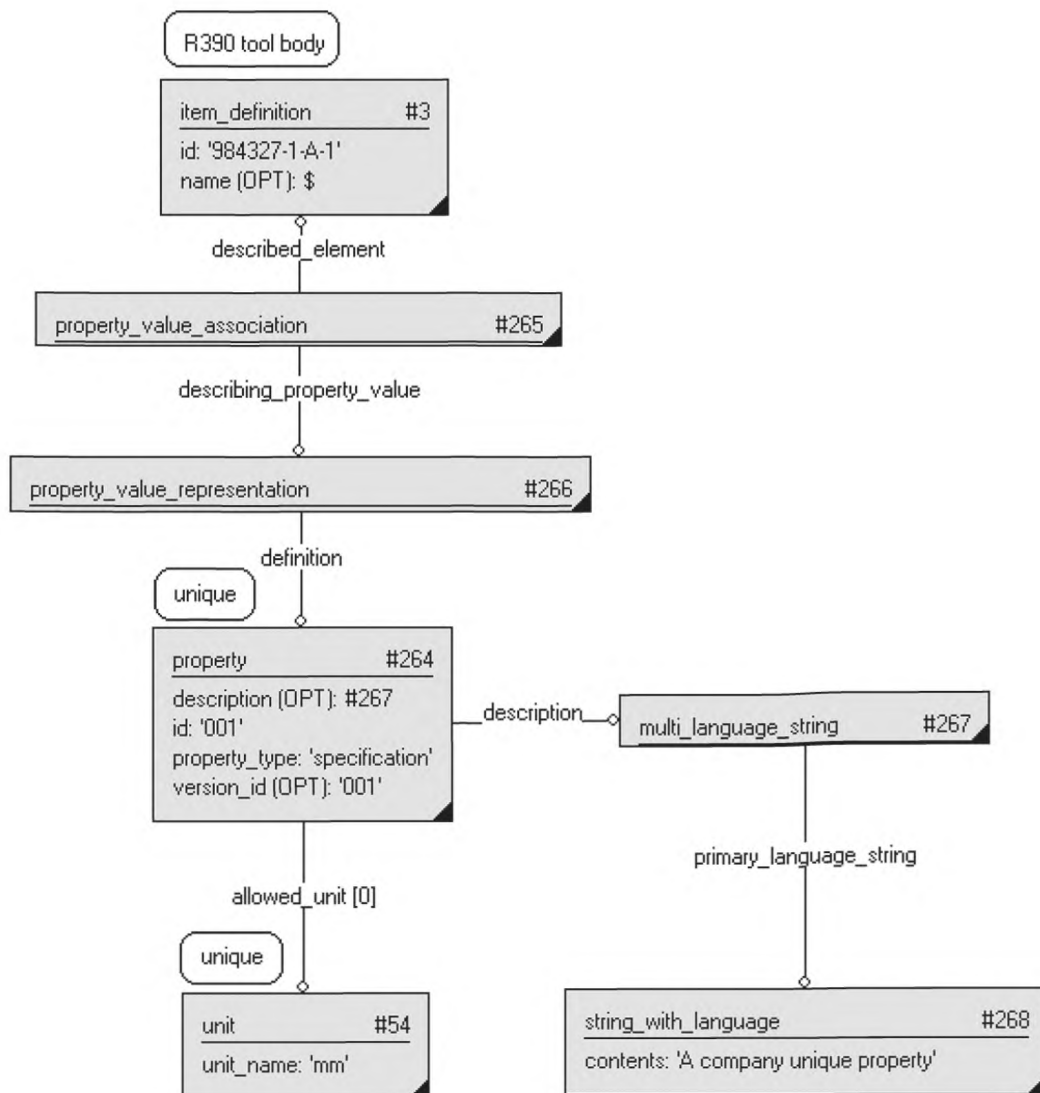 R390 tool body
item_definition #3
id: '984327-1-A-1'
name (OPT): $
described_element
property_value_association #265
describing_property_value
property_value_representation #266
definition
unique
property #264
description (OPT): #267
id: '001'
property_type: 'specification'
version_id (OPT): '001'
description
multi_language_string #267
primary_language_string
allowed_unit [0]
unique
unit #54
unit_name: 'mm'
string_with_language #268
contents: 'A company unique property'